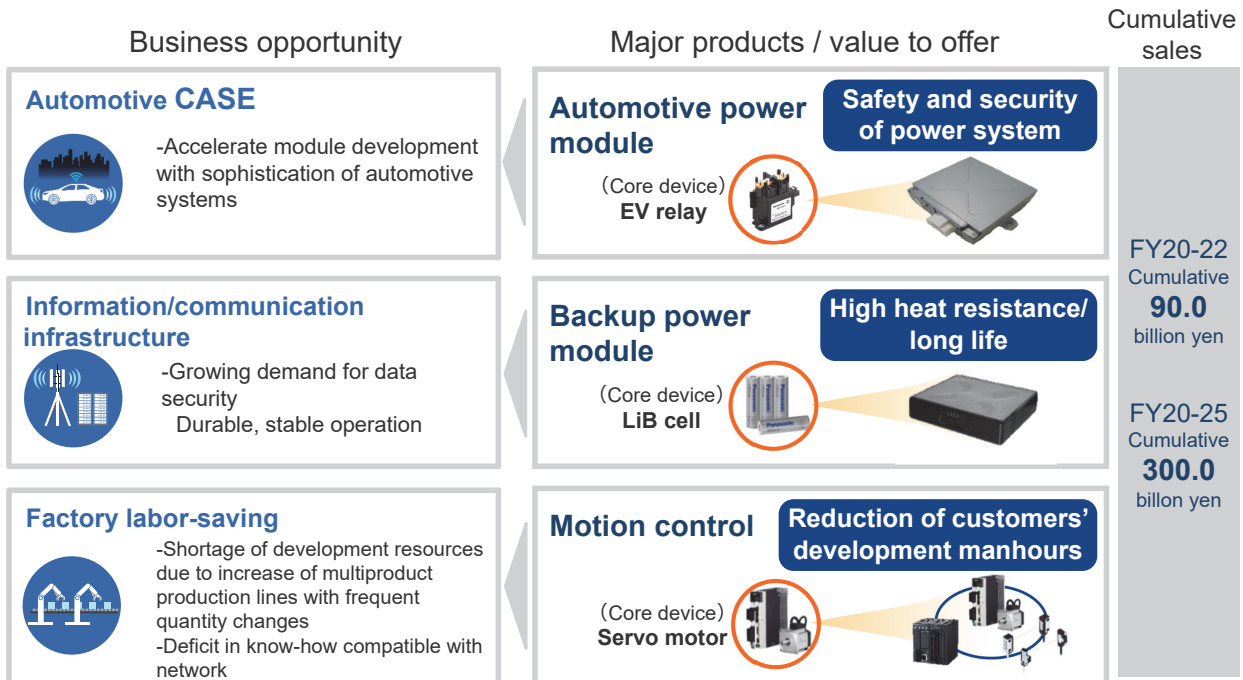 Business opportunity
Major products / value to offer
Cumulative
sales
Automotive CASE
-Accelerate module development
with sophistication of automotive
systems
Automotive power
module
Safety and security
of power system
(Core device)
EV relay
Information/communication
infrastructure
-Growing demand for data
security
Durable, stable operation
Backup power
module
High heat resistance/
long life
(Core device)
LiB cell
Panasonic
Factory labor-saving
-Shortage of development resources
due to increase of multiproduct
production lines with frequent
quantity changes
-Deficit in know-how compatible with
network
Motion control
Reduction of customers’
development manhours
(Core device)
Servo motor
FY20-22
Cumulative
90.0
billion yen
FY20-25
Cumulative
300.0
billon yen